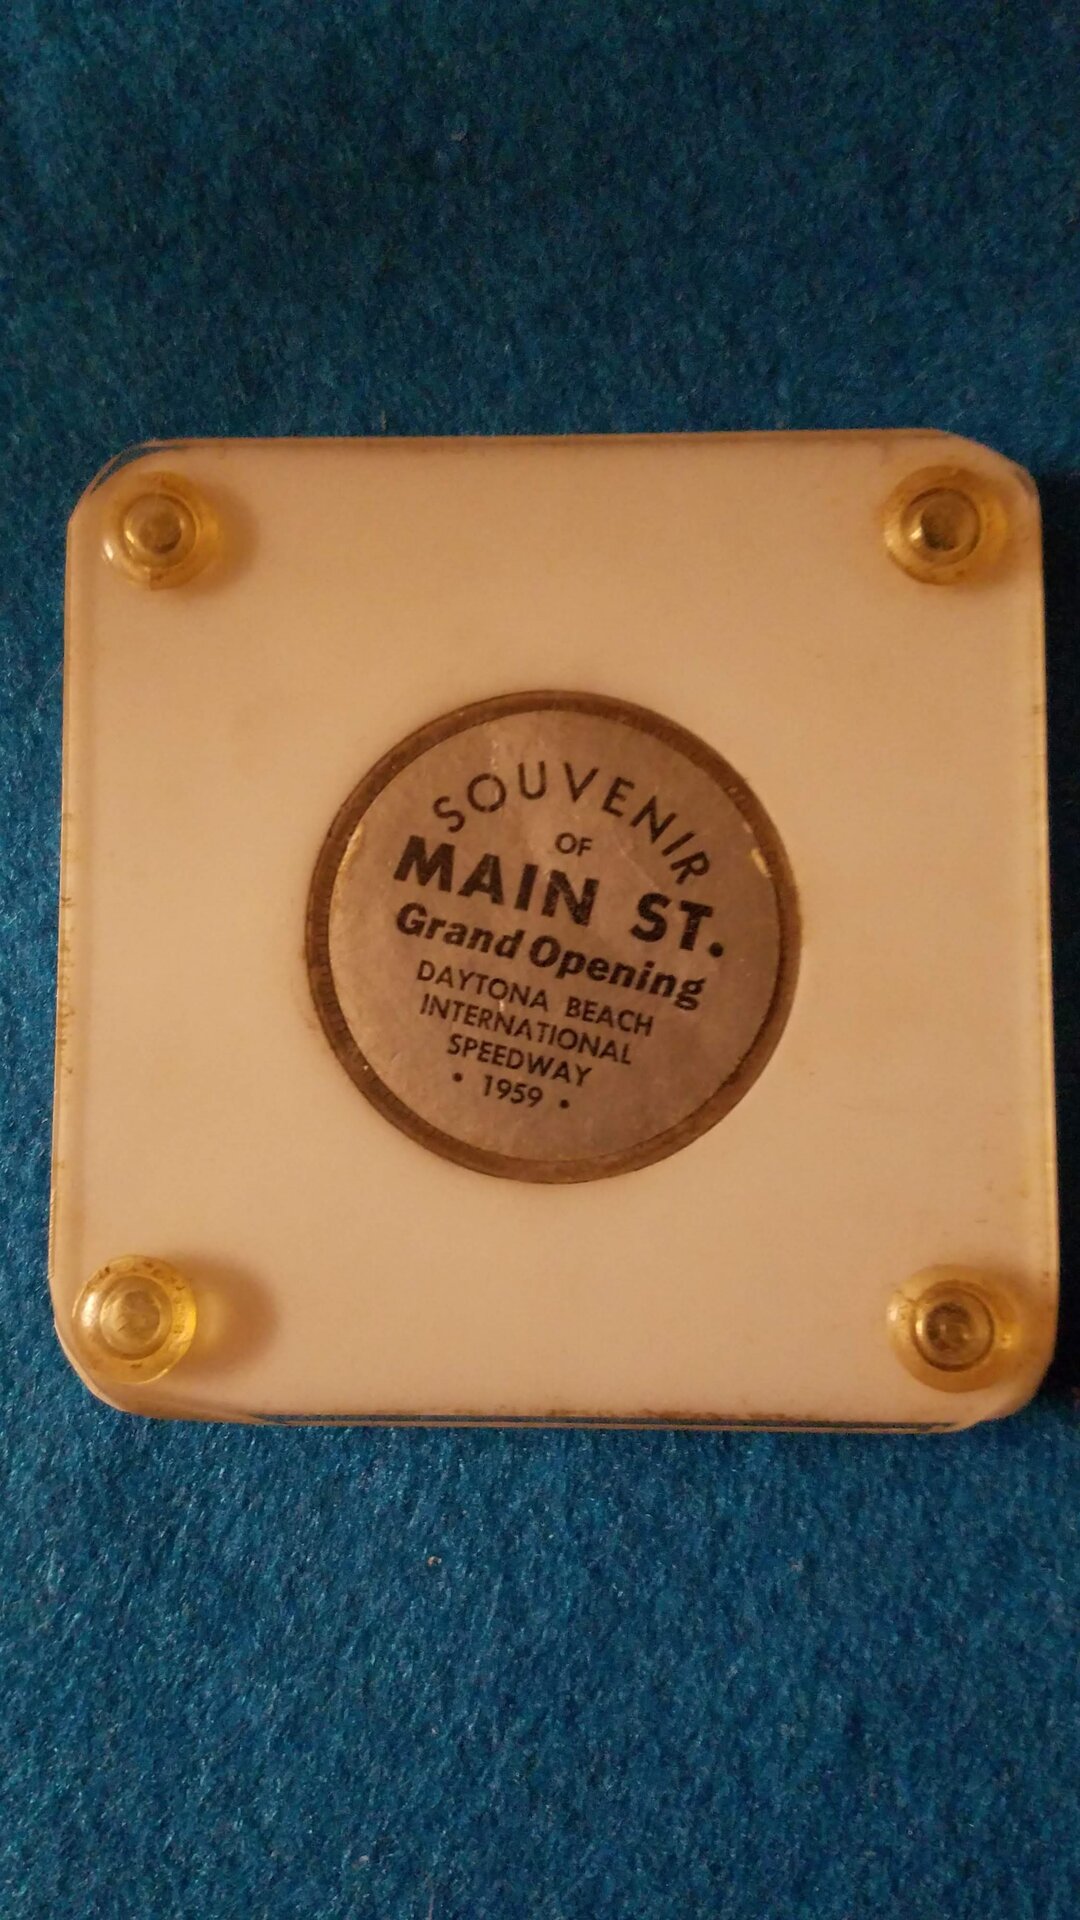 SOUVENIR
OF
MAIN ST.
Grand Opening
DAYTONA BEACH
INTERNATIONAL
SPEEDWAY
• 1959 •